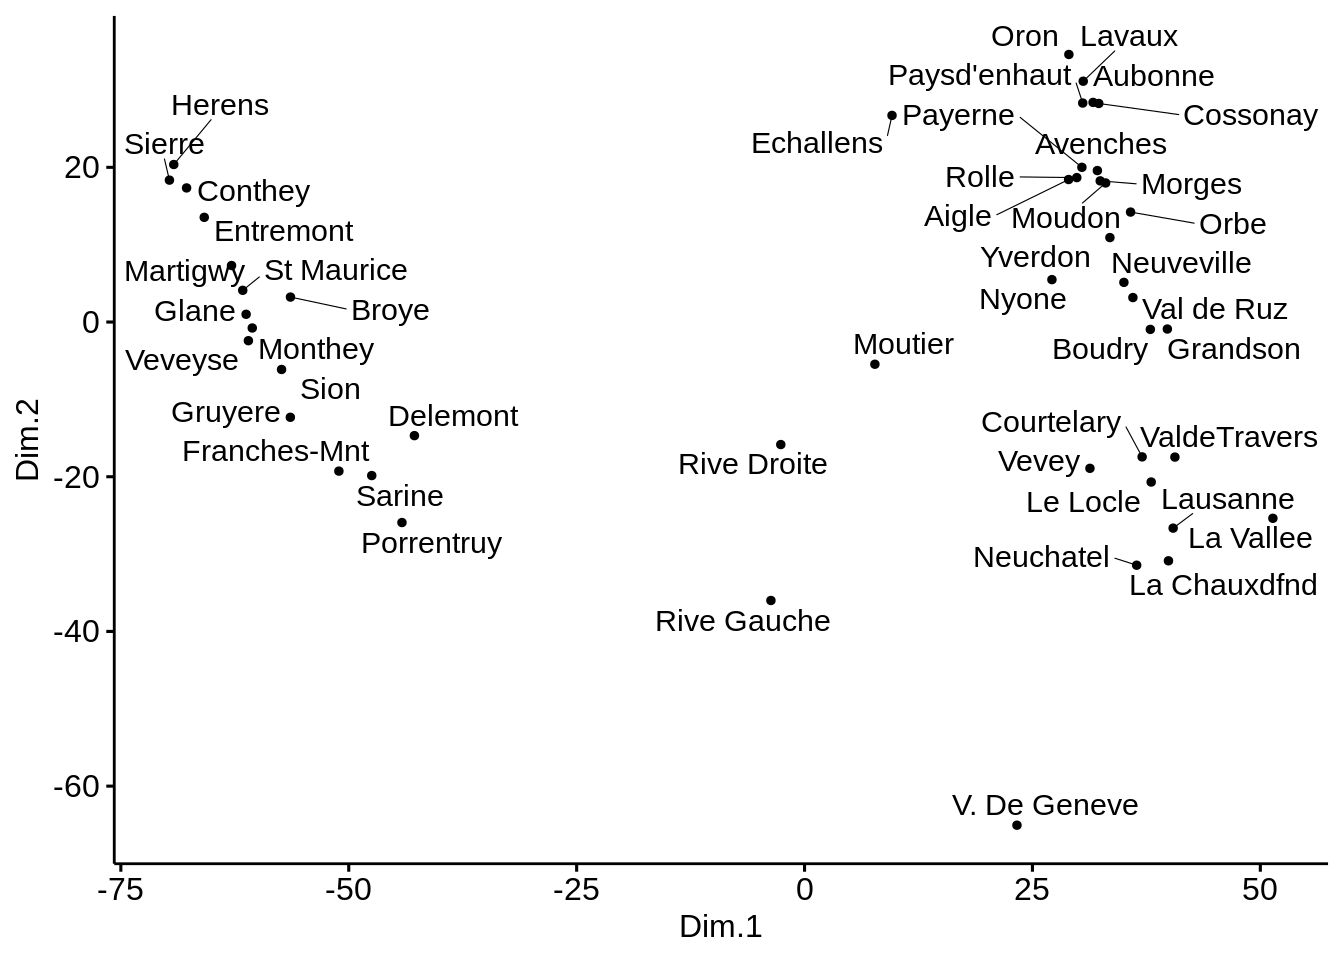 Oron Lavaux
Paysd'enhaut Aubonne
Herens
Payerne Cossonay
Sierre Echallens Avenches
20
Conthey Rolle Morges
Entremont Aigle Moudon Orbe
Martigwy St Maurice Yverdon Neuveville
Glane Broye Nyone Val de Ruz
0
Veveyse Monthey Moutier Boudry Grandson
Sion
Gruyere Delemont Courtelary ValdeTravers
Franches-Mnt Rive Droite Vevey
-20
Sarine Le Locle Lausanne
Porrentruy Neuchatel La Vallee
La Chauxdfnd
Rive Gauche
-40
-60
V. De Geneve
Dim.2
-75 -50 -25 0 25 50
Dim.1